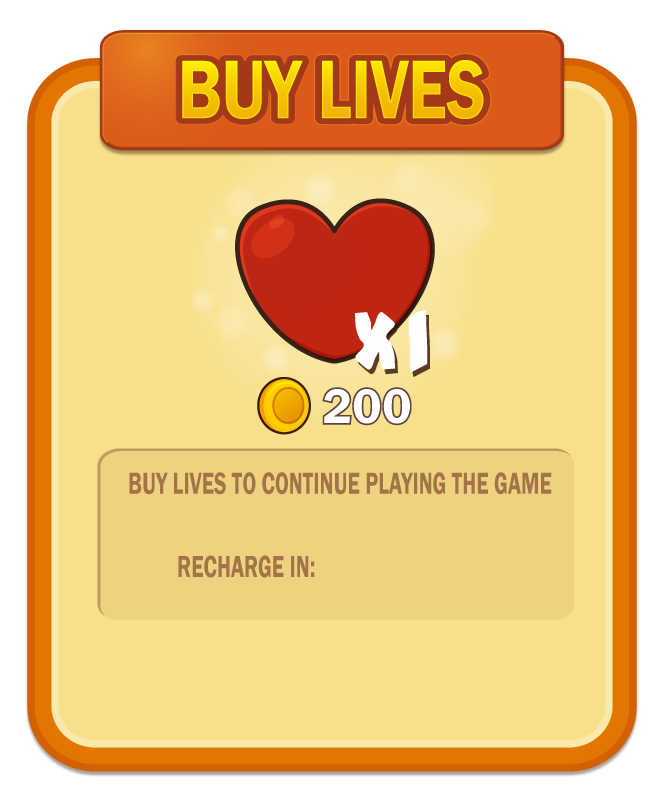 BUY LIVES
X1
200
BUY LIVES TO CONTINUE PLAYING THE GAME
RECHARGE IN: